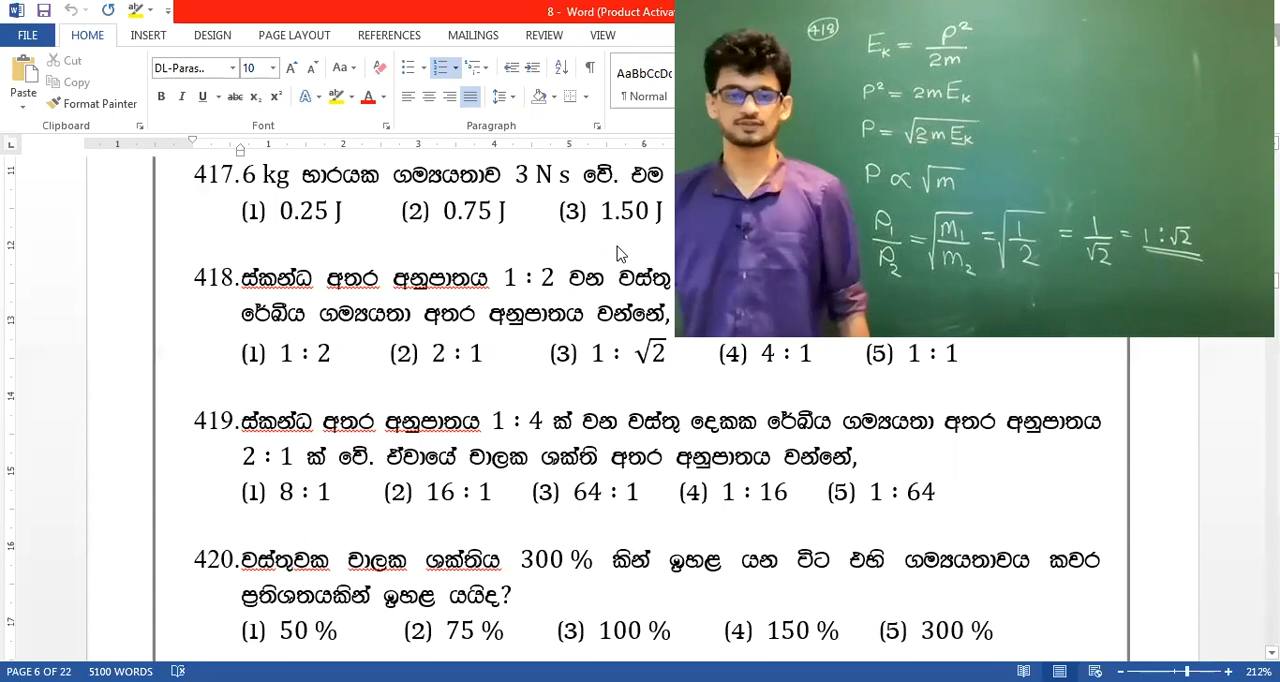 8 - Word (Product Activa
FILE HOME INSERT DESIGN PAGE LAYOUT REFERENCES MAILINGS REVIEW VIEW
Paste
Cut
Copy
Format Painter
Clipboard
DL-Paras.. 10
Font
Paragraph
AaBbCcDc
¶ Normal
418
E_k = P²/2m
P² = 2mE_k
P = √(2mE_k)
P ∝ √m
P₁/P₂ = √(m₁/m₂) = √(1/2) = 1/√2 = 1 : √2
417. 6 kg භාරයක ගම්‍යයතාව 3 N s වේ. එම
(1) 0.25 J (2) 0.75 J (3) 1.50 J
418. ස්කන්ධ අතර අනුපාතය 1 : 2 වන වස්තු
රේඛීය ගම්‍යයතා අතර අනුපාතය වන්නේ,
(1) 1 : 2 (2) 2 : 1 (3) 1 : √2 (4) 4 : 1 (5) 1 : 1
419. ස්කන්ධ අතර අනුපාතය 1 : 4 ක් වන වස්තු දෙකක රේඛීය ගම්‍යයතා අතර අනුපාතය
2 : 1 ක් වේ. ඒවායේ චාලක ශක්ති අතර අනුපාතය වන්නේ,
(1) 8 : 1 (2) 16 : 1 (3) 64 : 1 (4) 1 : 16 (5) 1 : 64
420. වස්තුවක චාලක ශක්තිය 300 % කින් ඉහළ යන විට එහි ගම්‍යයතාවය කවර
ප්‍රතිශතයකින් ඉහළ යයිද?
(1) 50 % (2) 75 % (3) 100 % (4) 150 % (5) 300 %
PAGE 6 OF 22 5100 WORDS 212%